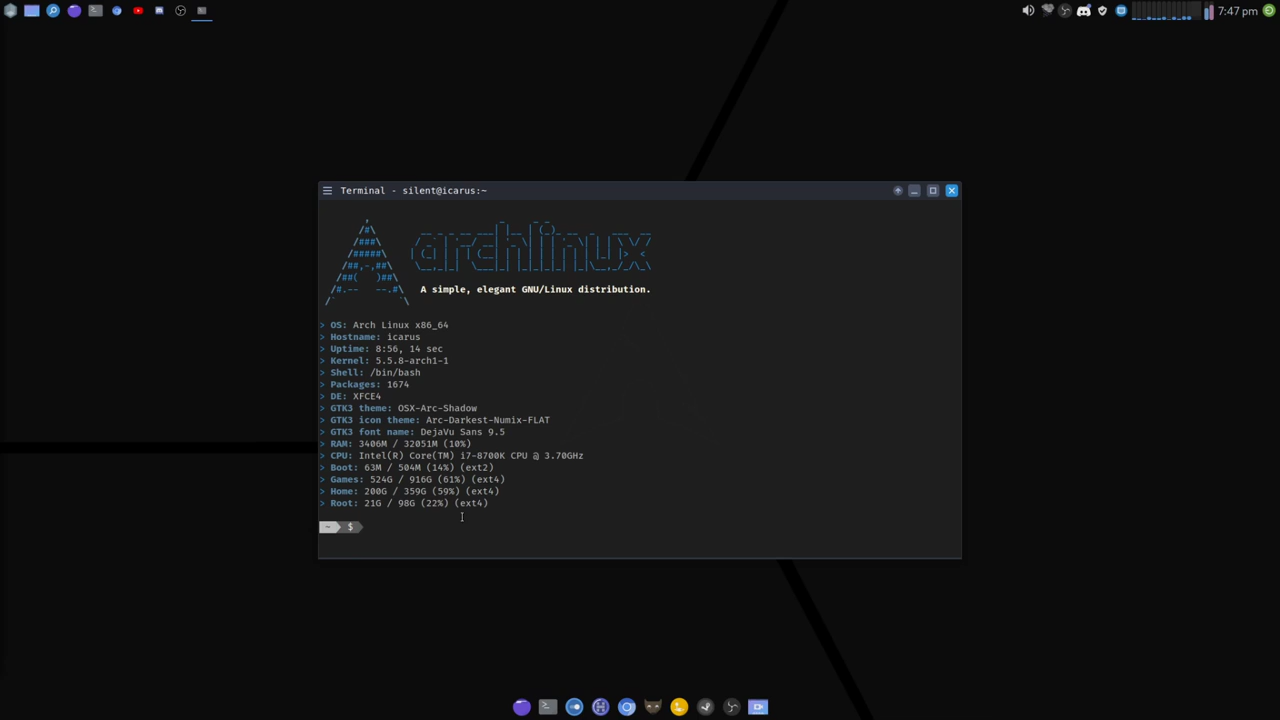 7:47 pm
Terminal - silent@icarus:~
archlinux
A simple, elegant GNU/Linux distribution.
> OS: Arch Linux x86_64
> Hostname: icarus
> Uptime: 8:56, 14 sec
> Kernel: 5.5.8-arch1-1
> Shell: /bin/bash
> Packages: 1674
> DE: XFCE4
> GTK3 theme: OSX-Arc-Shadow
> GTK3 icon theme: Arc-Darkest-Numix-FLAT
> GTK3 font name: DejaVu Sans 9.5
> RAM: 3406M / 32051M (10%)
> CPU: Intel(R) Core(TM) i7-8700K CPU @ 3.70GHz
> Boot: 63M / 504M (14%) (ext2)
> Games: 524G / 916G (61%) (ext4)
> Home: 200G / 359G (59%) (ext4)
> Root: 21G / 98G (22%) (ext4)
~ $